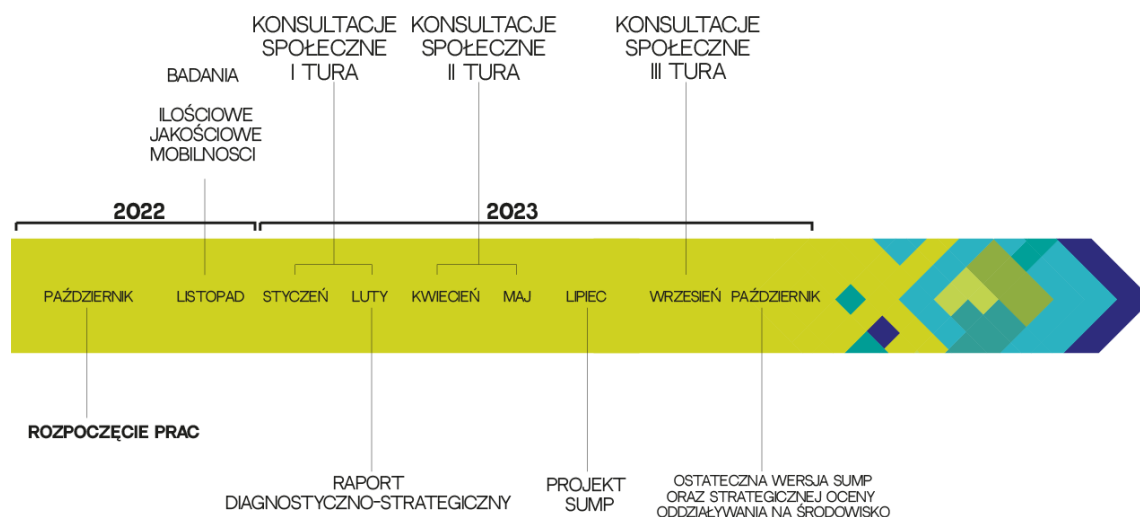 KONSULTACJE
SPOŁECZNE
I TURA
KONSULTACJE
SPOŁECZNE
II TURA
KONSULTACJE
SPOŁECZNE
III TURA
BADANIA
ILOŚCIOWE
JAKOŚCIOWE
MOBILNOSCI
2022
2023
PAŹDZIERNIK
LISTOPAD
STYCZEŃ
LUTY
KWIECIEŃ
MAJ
LIPIEC
WRZESIEŃ
PAŹDZIERNIK
ROZPOCZĘCIE PRAC
RAPORT
DIAGNOSTYCZNO-STRATEGICZNY
PROJEKT
SUMP
OSTATECZNA WERSJA SUMP
ORAZ STRATEGICZNEJ OCENY
ODDZIAŁYWANIA NA ŚRODOWISKO